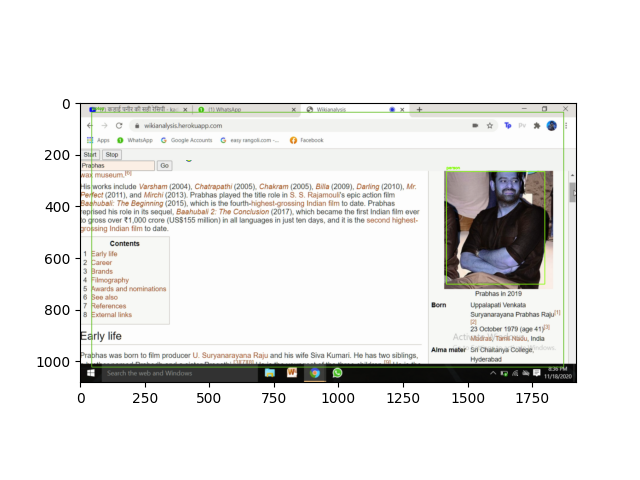 0
200
400
600
800
1000
0 250 500 750 1000 1250 1500 1750
(1) WhatsApp
Wikianalysis
wikianalysis.herokuapp.com
Apps WhatsApp Google Accounts easy rangoli.com -... Facebook
Start Stop
Prabhas Go
wax museum.[6]
His works include Varsham (2004), Chatrapathi (2005), Chakram (2005), Billa (2009), Darling (2010), Mr.
Perfect (2011), and Mirchi (2013). Prabhas played the title role in S. S. Rajamouli's epic action film
Baahubali: The Beginning (2015), which is the fourth-highest-grossing Indian film to date. Prabhas
reprised his role in its sequel, Baahubali 2: The Conclusion (2017), which became the first Indian film ever
to gross over ₹1,000 crore (US$155 million) in all languages in just ten days, and it is the second highest-
grossing Indian film to date.
Contents
1 Early life
2 Career
3 Brands
4 Filmography
5 Awards and nominations
6 See also
7 References
8 External links
Early life
Prabhas was born to film producer U. Suryanarayana Raju and his wife Siva Kumari. He has two siblings,
Prabhas in 2019
Born Uppalapati Venkata
Suryanarayana Prabhas Raju[1]
[2]
23 October 1979 (age 41)[3]
Madras, Tamil Nadu, India
Alma mater Sri Chaitanya College,
Hyderabad
Search the web and Windows
8:36 PM
11/18/2020